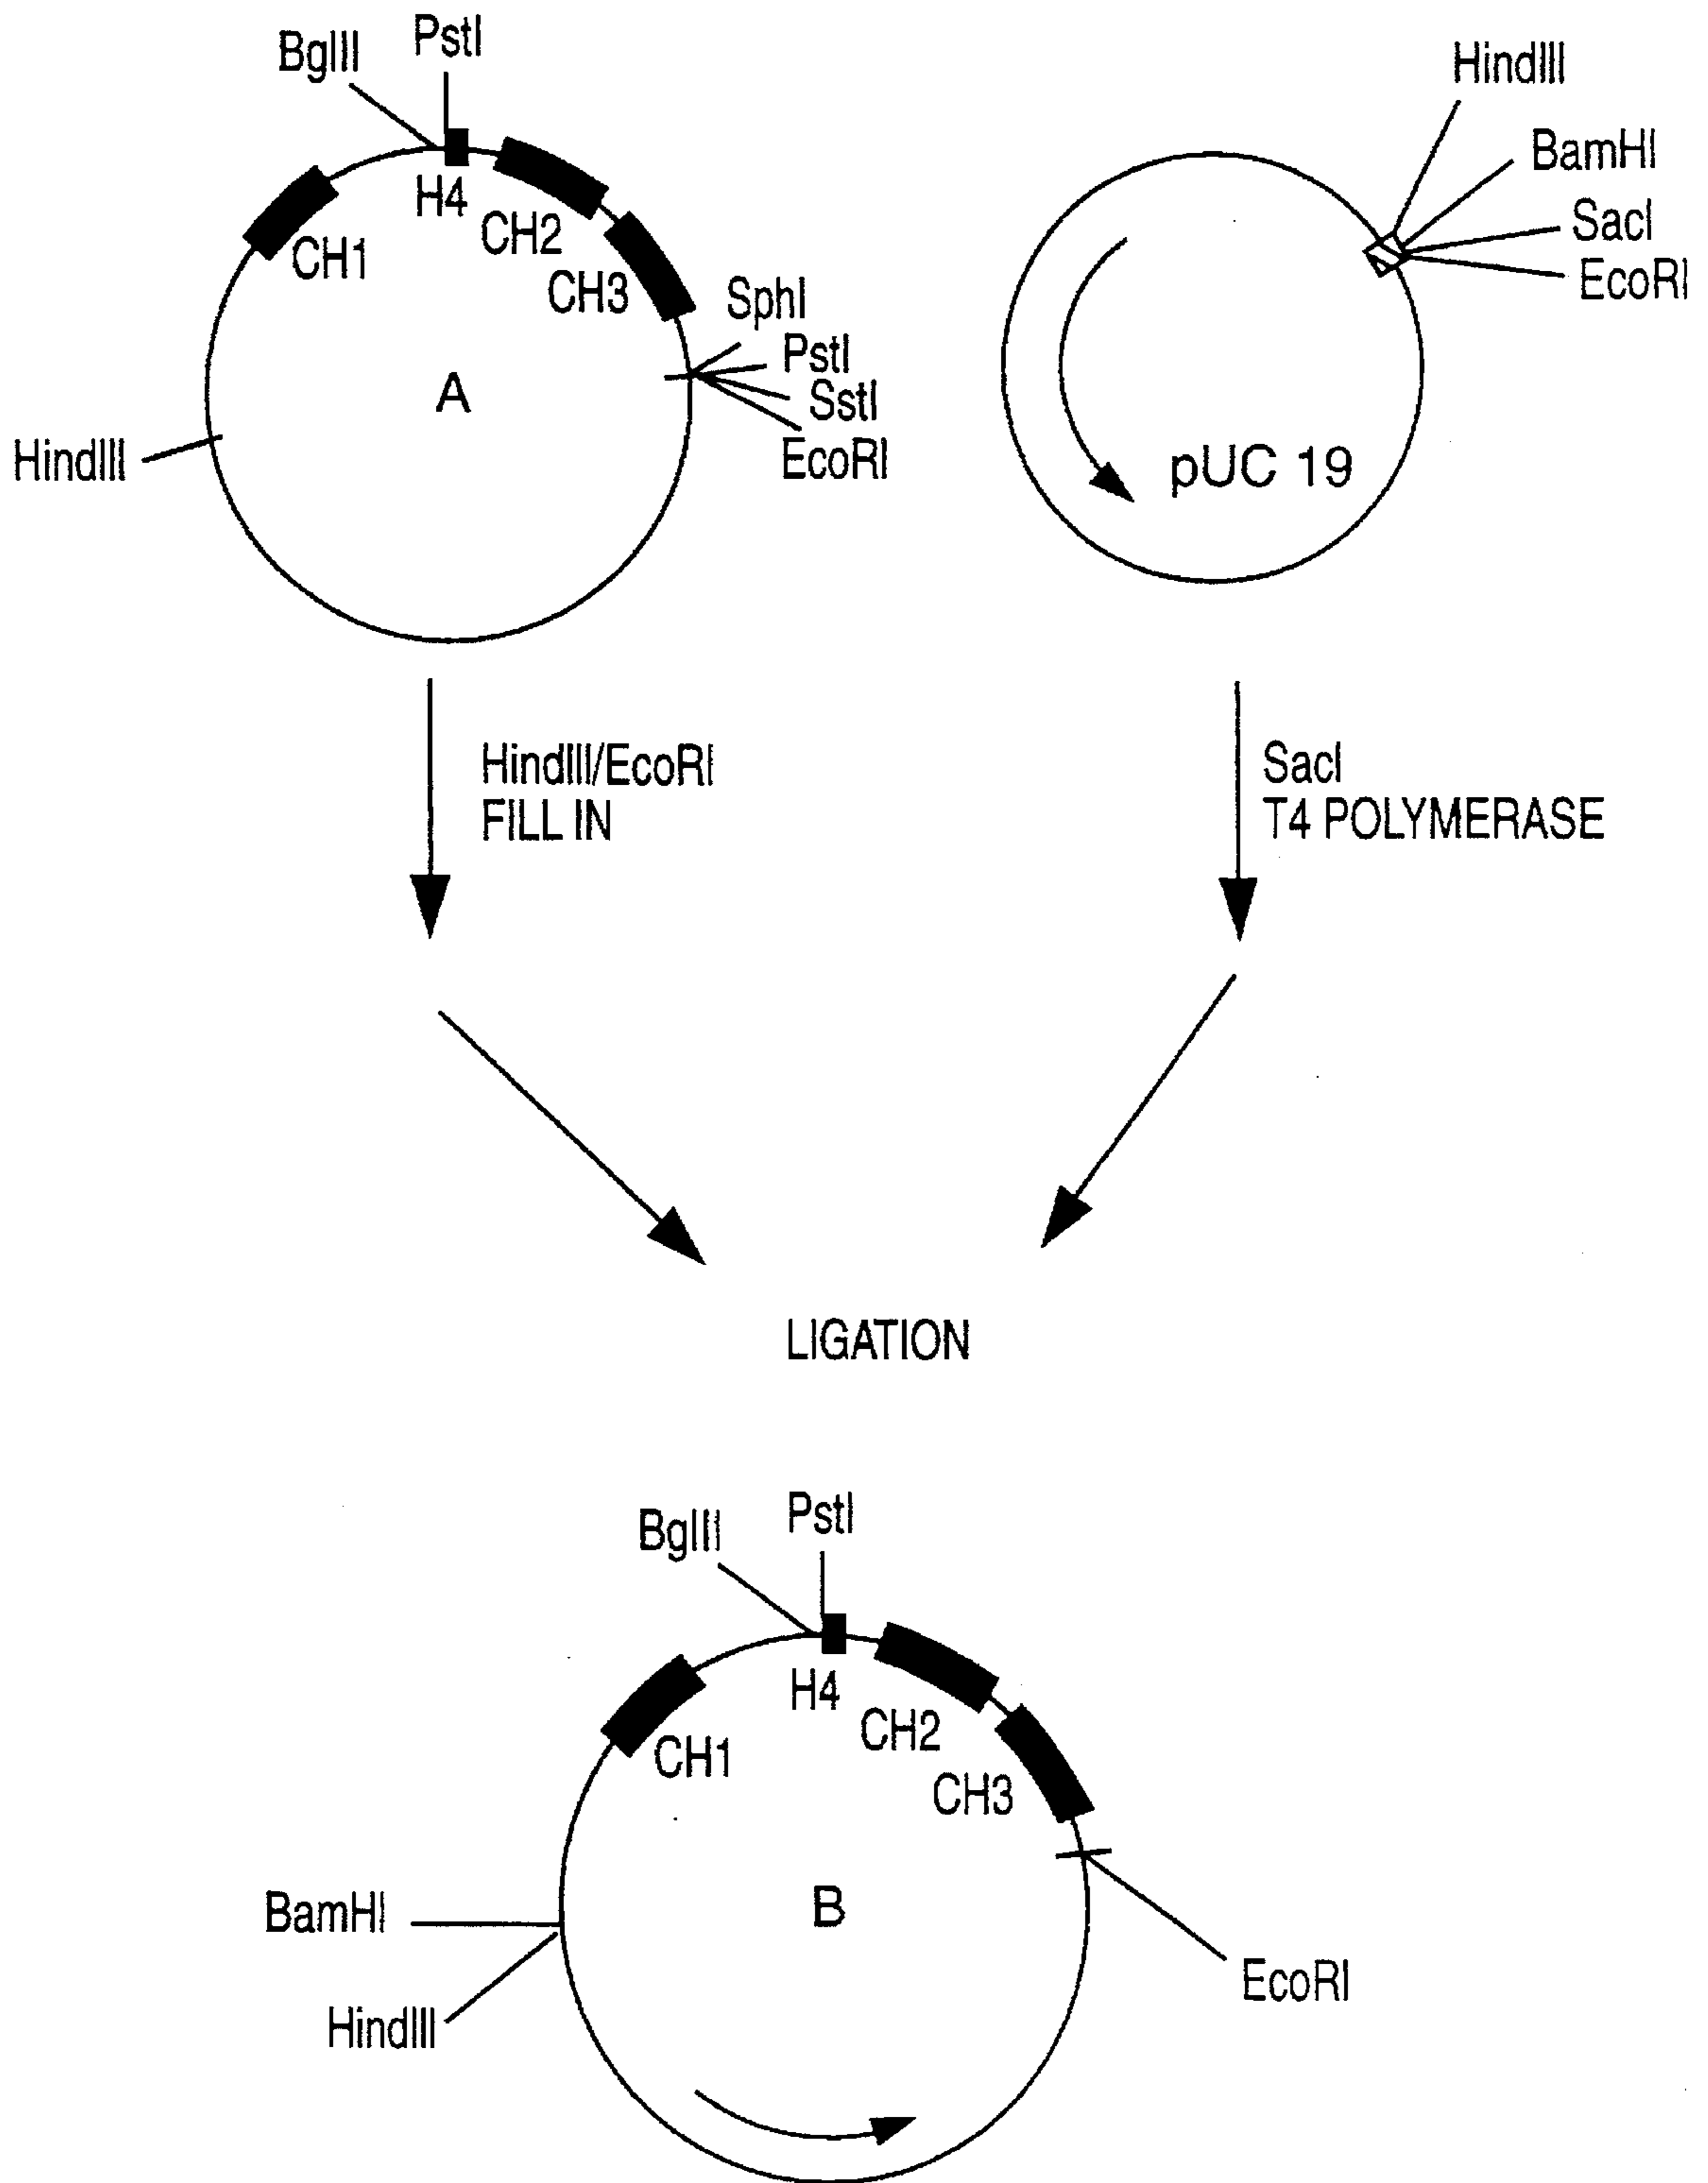 BglII
PstI
H4
CH1
CH2
CH3
SphI
PstI
SstI
EcoRI
HindIII
A
HindIII
BamHI
SacI
EcoRI
pUC 19
HindIII/EcoRI
FILL IN
SacI
T4 POLYMERASE
LIGATION
BglII
PstI
H4
CH1
CH2
CH3
BamHI
HindIII
B
EcoRI